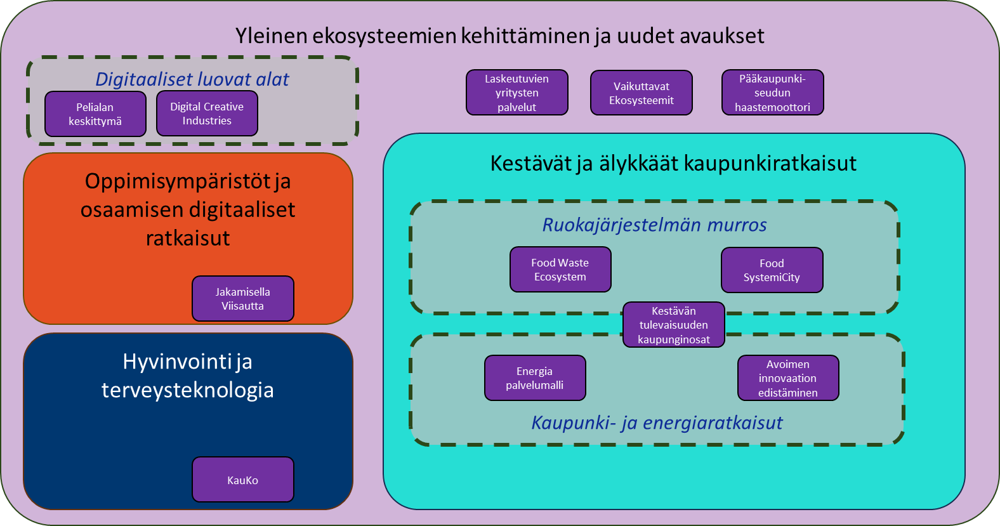 Yleinen ekosysteemien kehittäminen ja uudet avaukset
Digitaaliset luovat alat
Pelialan
keskittymä
Digital Creative
Industries
Laskeutuvien
yritysten
palvelut
Vaikuttavat
Ekosysteemit
Pääkaupunki-
seudun
haastemoottori
Oppimisympäristöt ja
osaamisen digitaaliset
ratkaisut
Jakamisella
Viisautta
Hyvinvointi ja
terveysteknologia
KauKo
Kestävät ja älykkäät kaupunkiratkaisut
Ruokajärjestelmän murros
Food Waste
Ecosystem
Food
SystemiCity
Kestävän
tulevaisuuden
kaupunginosat
Energia
palvelumalli
Avoimen
innovaation
edistäminen
Kaupunki- ja energiaratkaisut